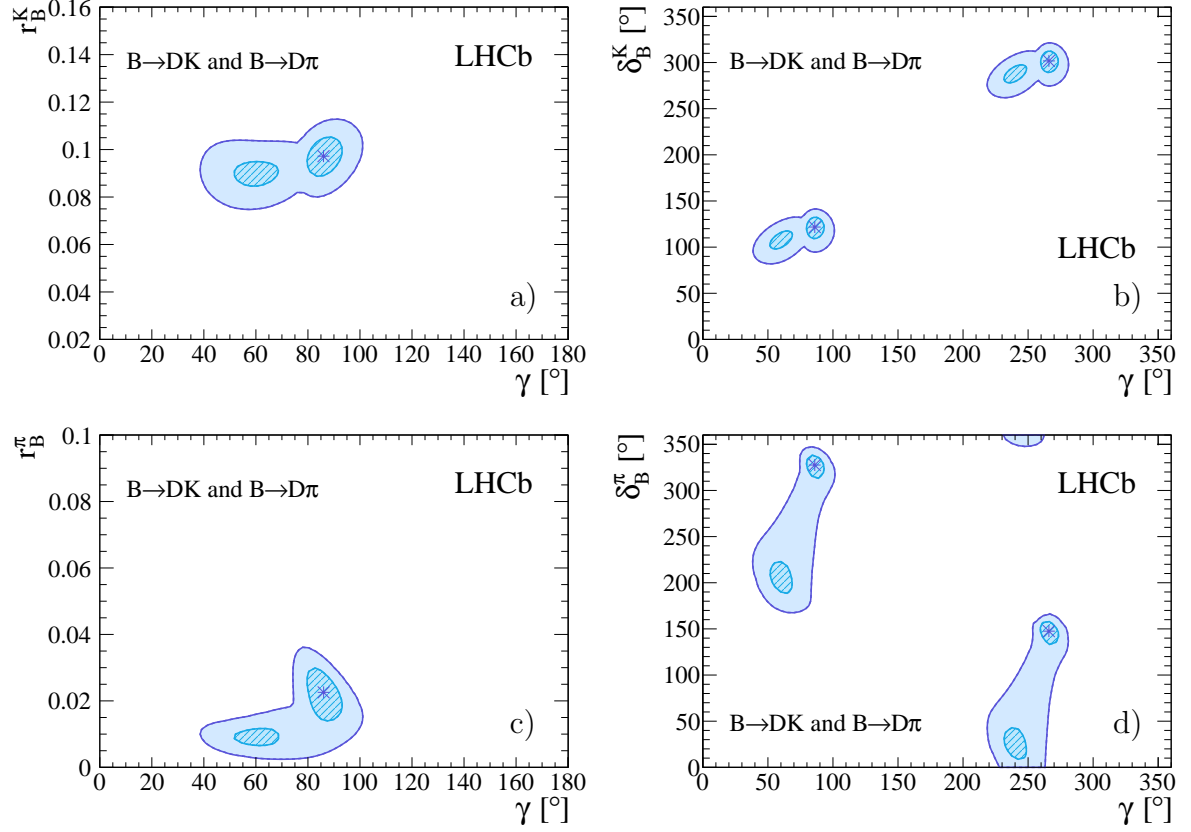 r_B^K
0.16
0.14
0.12
0.1
0.08
0.06
0.04
0.02
B→DK and B→Dπ
LHCb
a)
0 20 40 60 80 100 120 140 160 180
γ [°]
δ_B^K [°]
350
300
250
200
150
100
50
0
B→DK and B→Dπ
LHCb
b)
0 50 100 150 200 250 300 350
γ [°]
r_B^π
0.1
0.08
0.06
0.04
0.02
0
B→DK and B→Dπ
LHCb
c)
0 20 40 60 80 100 120 140 160 180
γ [°]
δ_B^π [°]
350
300
250
200
150
100
50
0
LHCb
B→DK and B→Dπ
d)
0 50 100 150 200 250 300 350
γ [°]